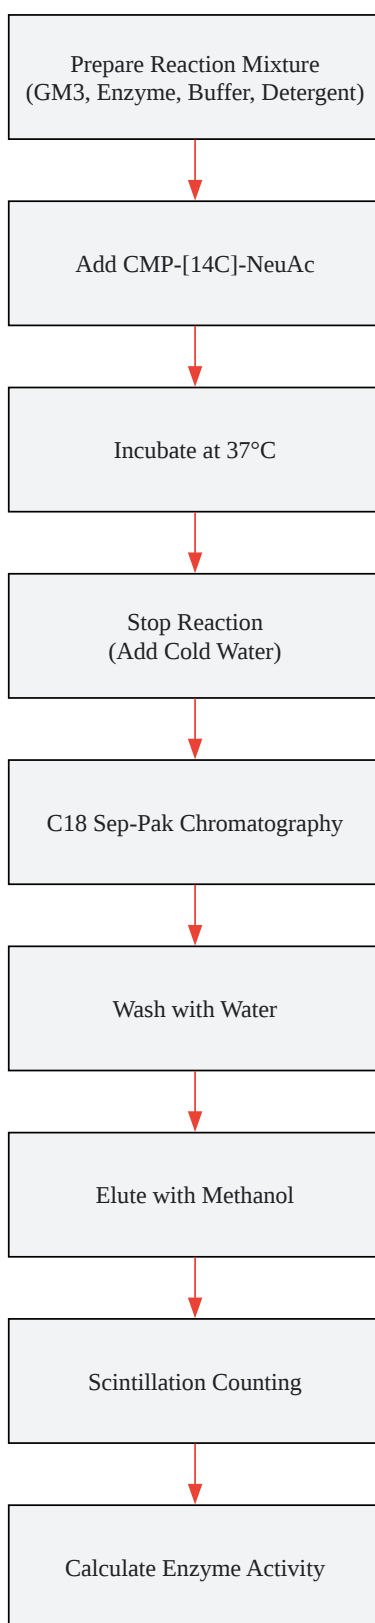 Prepare Reaction Mixture
(GM3, Enzyme, Buffer, Detergent)
Add CMP-[14C]-NeuAc
Incubate at 37°C
Stop Reaction
(Add Cold Water)
C18 Sep-Pak Chromatography
Wash with Water
Elute with Methanol
Scintillation Counting
Calculate Enzyme Activity